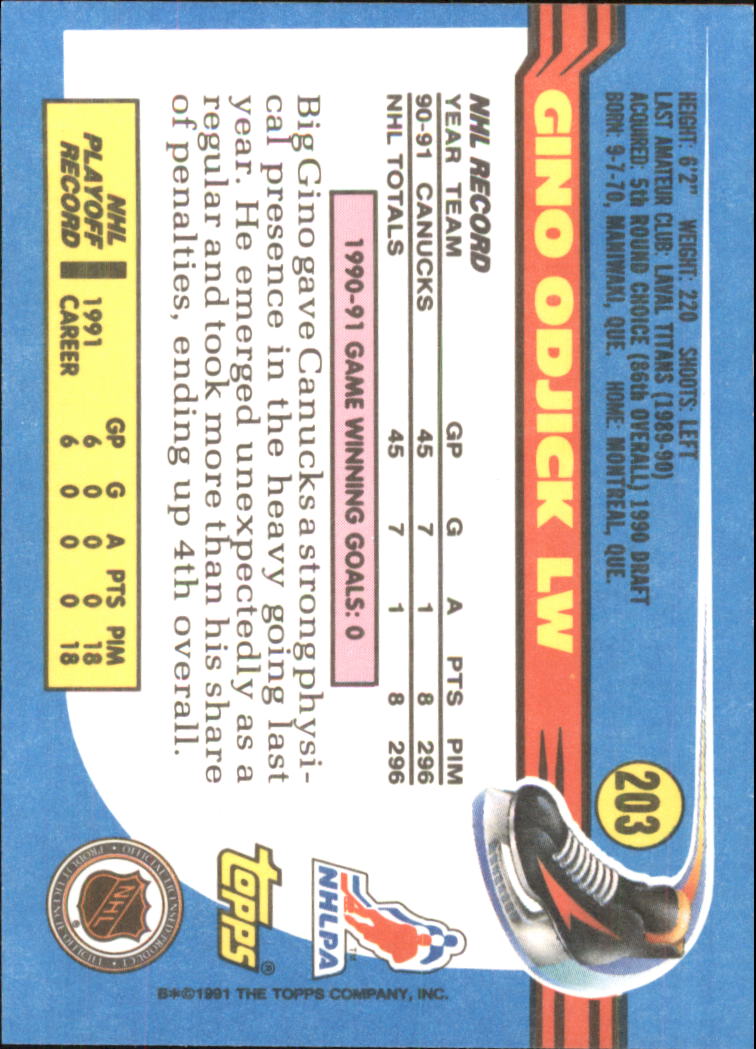 HEIGHT: 6'2" WEIGHT: 220 SHOOTS: LEFT
LAST AMATEUR CLUB: LAVAL TITANS (1989-90)
ACQUIRED: 5th ROUND CHOICE (86th OVERALL) 1990 DRAFT
BORN: 9-7-70, MANIWAKI, QUE. HOME: MONTREAL, QUE.
203
GINO ODJICK LW
NHL RECORD
YEAR TEAM GP G A PTS PIM
90-91 CANUCKS 45 7 1 8 296
NHL TOTALS 45 7 1 8 296
1990-91 GAME WINNING GOALS: 0
Big Gino gave Canucks a strong physi-
cal presence in the heavy going last
year. He emerged unexpectedly as a
regular and took more than his share
of penalties, ending up 4th overall.
NHL
PLAYOFF
RECORD
GP G A PTS PIM
1991 6 0 0 0 18
CAREER 6 0 0 0 18
NHLPA
TM
TOPPS
®
NHL
®
B*©1991 THE TOPPS COMPANY, INC.